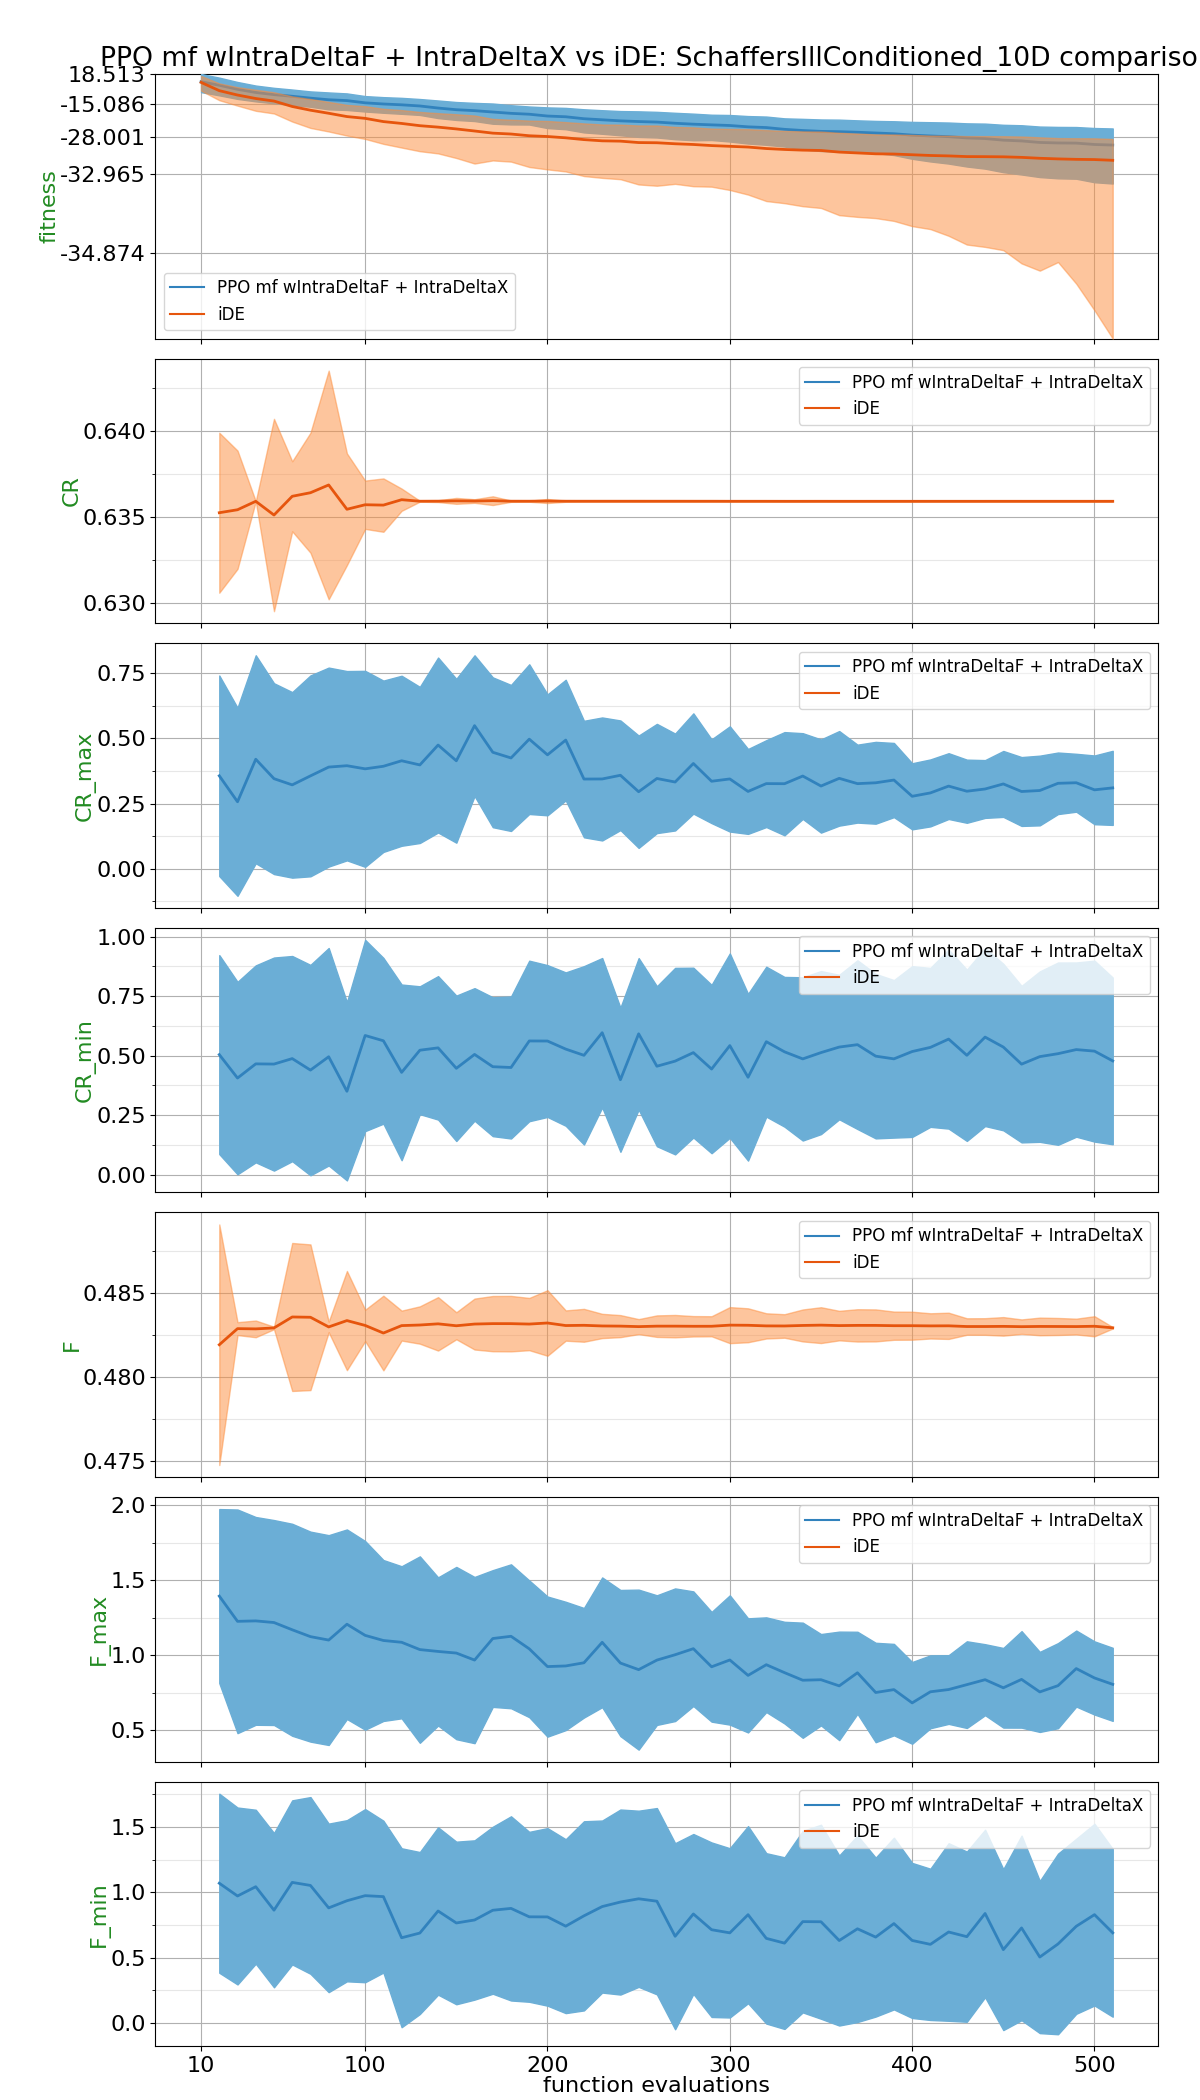 PPO mf wIntraDeltaF + IntraDeltaX vs iDE: SchaffersIllConditioned_10D compariso
18.513
-15.086
-28.001
-32.965
-34.874
fitness
PPO mf wIntraDeltaF + IntraDeltaX
iDE
0.640
0.635
0.630
CR
PPO mf wIntraDeltaF + IntraDeltaX
iDE
0.75
0.50
0.25
0.00
CR_max
PPO mf wIntraDeltaF + IntraDeltaX
iDE
1.00
0.75
0.50
0.25
0.00
CR_min
PPO mf wIntraDeltaF + IntraDeltaX
iDE
0.485
0.480
0.475
F
PPO mf wIntraDeltaF + IntraDeltaX
iDE
2.0
1.5
1.0
0.5
F_max
PPO mf wIntraDeltaF + IntraDeltaX
iDE
1.5
1.0
0.5
0.0
F_min
PPO mf wIntraDeltaF + IntraDeltaX
iDE
10 100 200 300 400 500
function evaluations